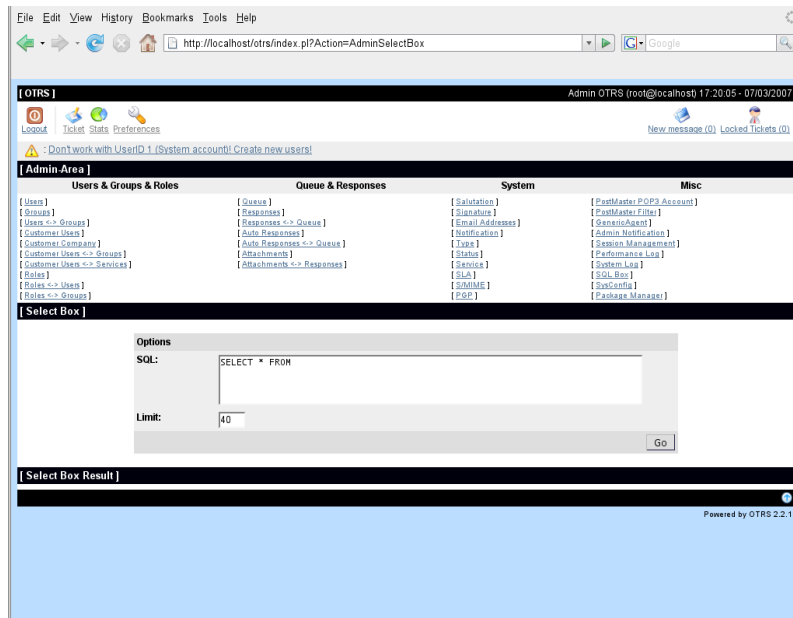 File Edit View History Bookmarks Tools Help
http://localhost/otrs/index.pl?Action=AdminSelectBox
G Google
[ OTRS ] Admin OTRS (root@localhost) 17:20:05 - 07/03/2007
Logout Ticket Stats Preferences New message (0) Locked Tickets (0)
: Don't work with UserID 1 (System account)! Create new users!
[ Admin-Area ]
Users & Groups & Roles Queue & Responses System Misc
[ Users ] [ Queue ] [ Salutation ] [ PostMaster POP3 Account ]
[ Groups ] [ Responses ] [ Signature ] [ PostMaster Filter ]
[ Users <-> Groups ] [ Responses <-> Queue ] [ Email Addresses ] [ GenericAgent ]
[ Customer Users ] [ Auto Responses ] [ Notification ] [ Admin Notification ]
[ Customer Company ] [ Auto Responses <-> Queue ] [ Type ] [ Session Management ]
[ Customer Users <-> Groups ] [ Attachments ] [ Status ] [ Performance Log ]
[ Customer Users <-> Services ] [ Attachments <-> Responses ] [ Service ] [ System Log ]
[ Roles ] [ SLA ] [ SQL Box ]
[ Roles <-> Users ] [ S/MIME ] [ SysConfig ]
[ Roles <-> Groups ] [ PGP ] [ Package Manager ]
[ Select Box ]
Options
SQL: SELECT * FROM
Limit: 40
Go
[ Select Box Result ]
Powered by OTRS 2.2.1